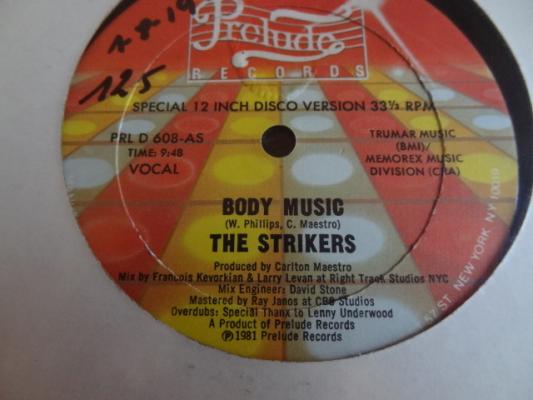 125
Prelude
RECORDS
SPECIAL 12 INCH DISCO VERSION 33⅓ RPM
PRL D 608-AS
TIME: 9:48
VOCAL
TRUMAR MUSIC
(BMI)/
MEMOREX MUSIC
DIVISION (CRA)
BODY MUSIC
(W. Phillips, C. Maestro)
THE STRIKERS
Produced by Carlton Maestro
Mix by Francois Kevorkian & Larry Levan at Right Track Studios NYC
Mix Engineer: David Stone
Mastered by Ray Janos at CBS Studios
Overdubs: Special Thanx to Lenny Underwood
A Product of Prelude Records
Ⓟ1981 Prelude Records
57 ST NEW YORK, NY 10019